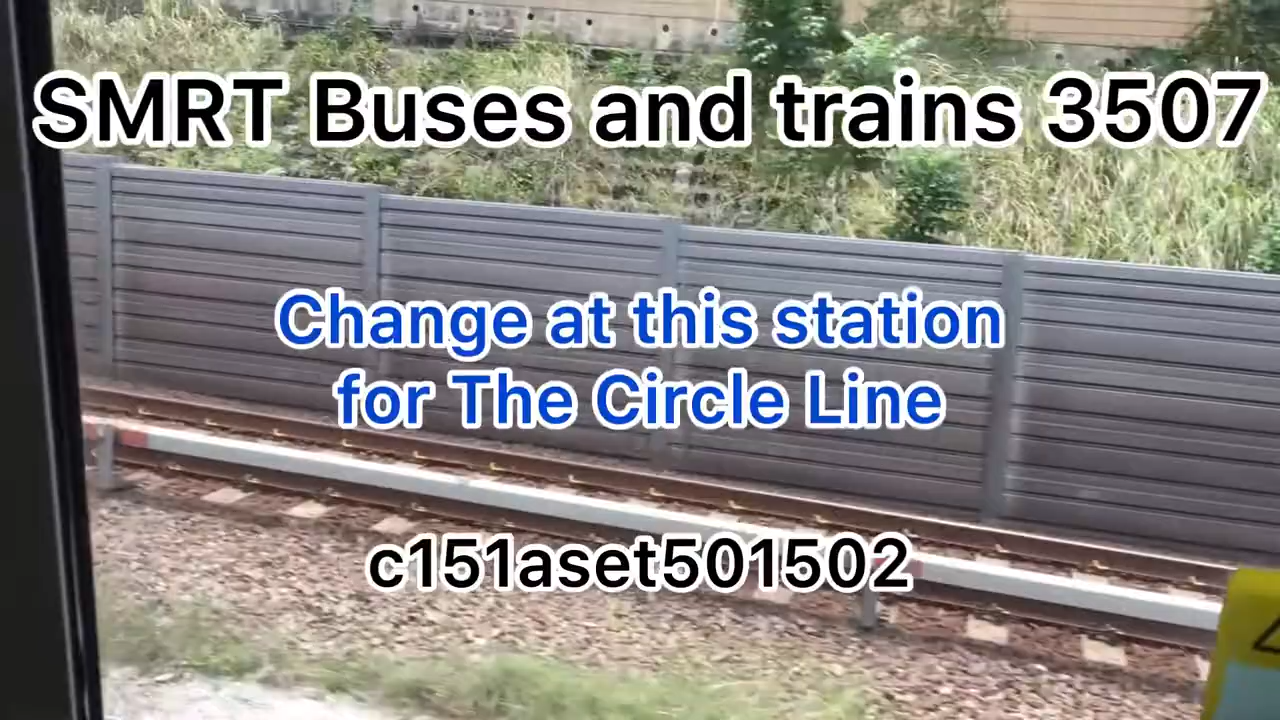 SMRT Buses and trains 3507
Change at this station
for The Circle Line
c151aset501502